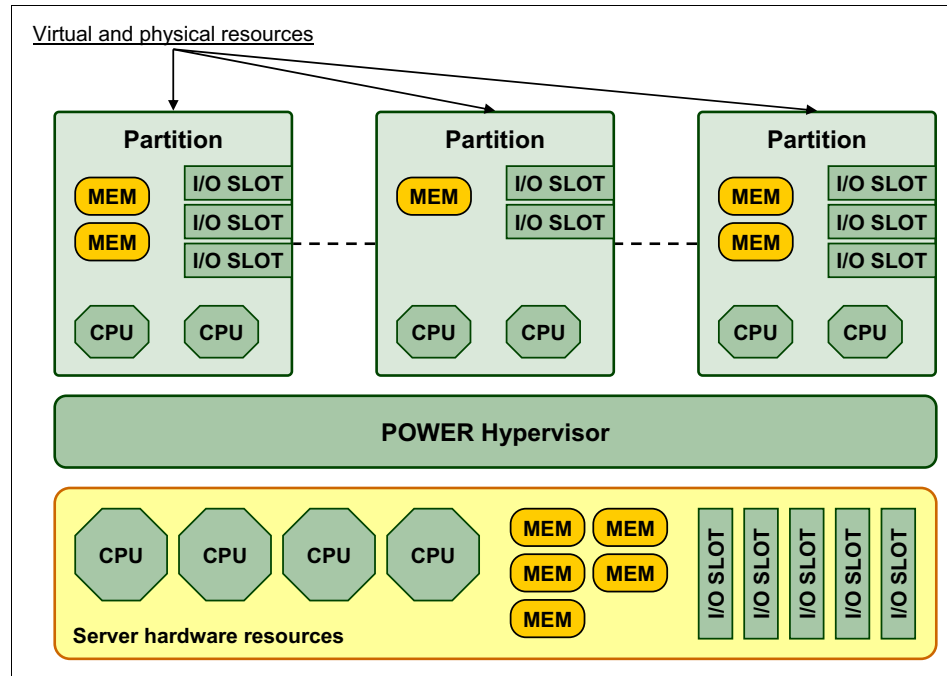 Virtual and physical resources
Partition
MEM
MEM
I/O SLOT
I/O SLOT
I/O SLOT
CPU
CPU
Partition
MEM
I/O SLOT
I/O SLOT
CPU
CPU
Partition
MEM
MEM
I/O SLOT
I/O SLOT
I/O SLOT
CPU
CPU
POWER Hypervisor
CPU
CPU
CPU
CPU
MEM
MEM
MEM
MEM
MEM
I/O SLOT
I/O SLOT
I/O SLOT
I/O SLOT
I/O SLOT
Server hardware resources